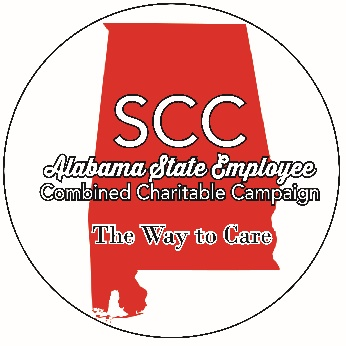 SCC
Alabama State Employee
Combined Charitable Campaign
The Way to Care